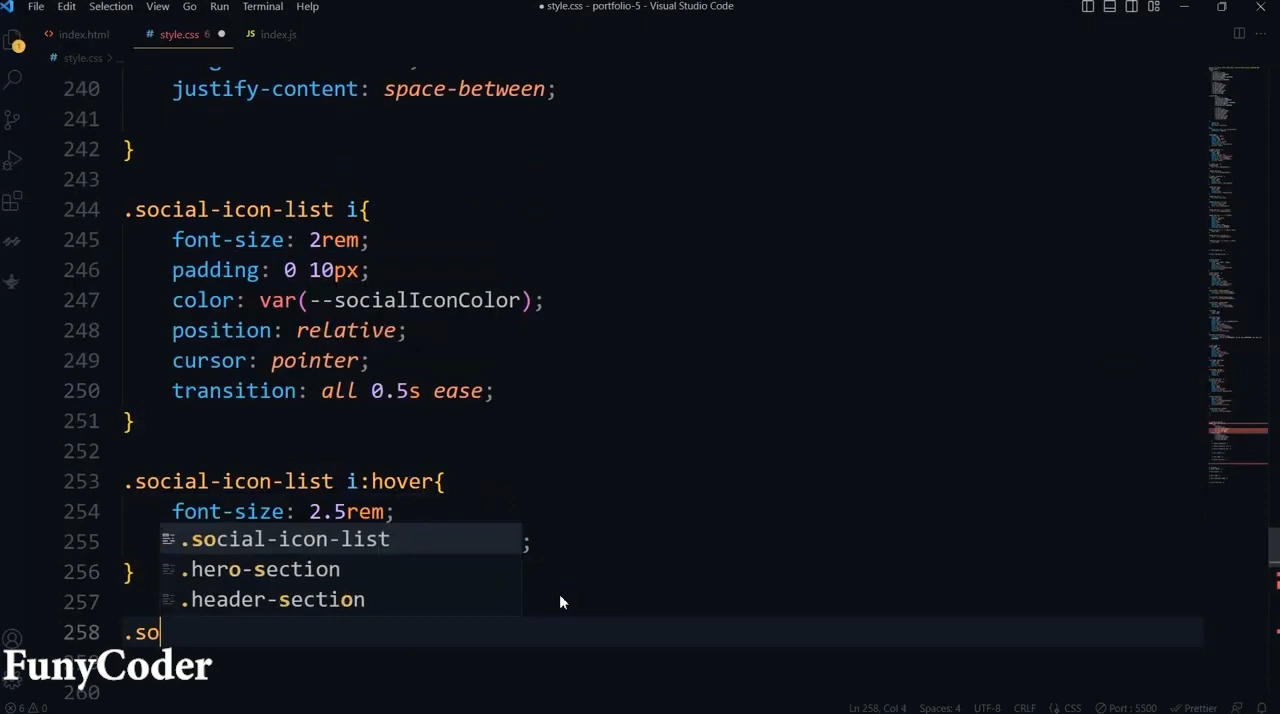 File Edit Selection View Go Run Terminal Help
● style.css - portfolio-5 - Visual Studio Code
<> index.html # style.css 6 ● JS index.js
# style.css > ...
1
240 justify-content: space-between;
241
242 }
243
244 .social-icon-list i{
245 font-size: 2rem;
246 padding: 0 10px;
247 color: var(--socialIconColor);
248 position: relative;
249 cursor: pointer;
250 transition: all 0.5s ease;
251 }
252
253 .social-icon-list i:hover{
254 font-size: 2.5rem;
255 ;
.social-icon-list
256 }
.hero-section
257
.header-section
258 .so
FunyCoder
260
6 0 Ln 258, Col 4 Spaces: 4 UTF-8 CRLF {} CSS Port : 5500 Prettier